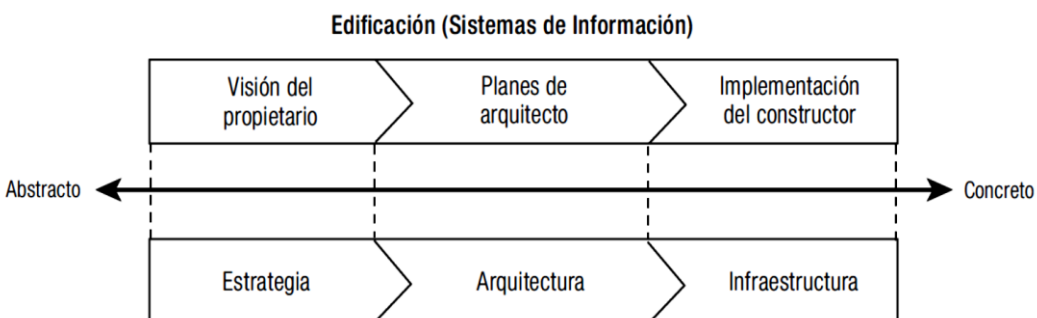 Edificación (Sistemas de Información)
Visión del
propietario
Planes de
arquitecto
Implementación
del constructor
Abstracto
Concreto
Estrategia
Arquitectura
Infraestructura